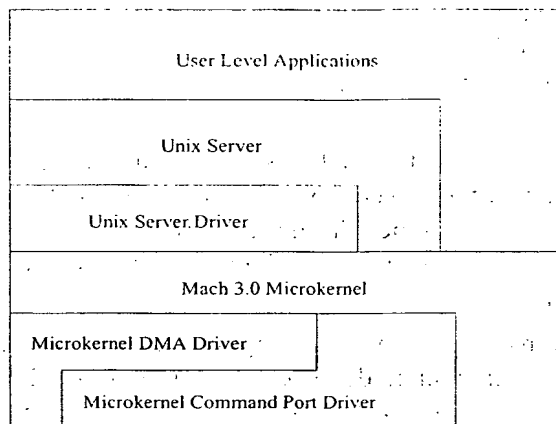 User Level Applications
Unix Server
Unix Server Driver
Mach 3.0 Microkernel
Microkernel DMA Driver
Microkernel Command Port Driver